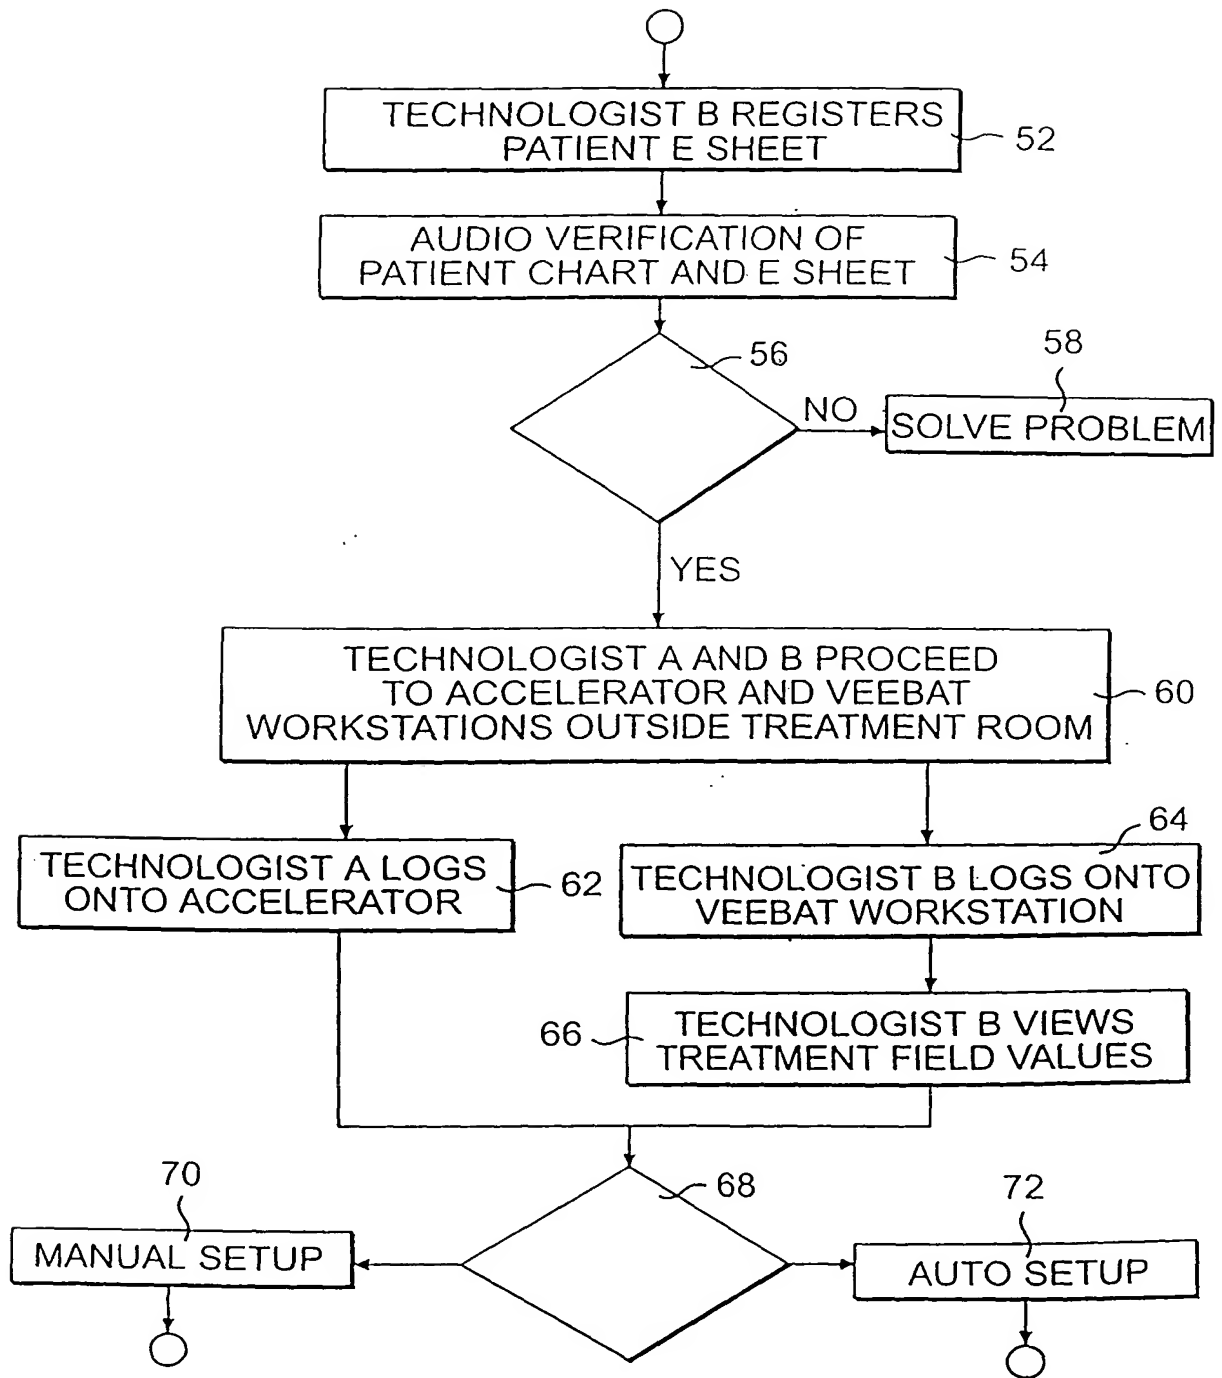 TECHNOLOGIST B REGISTERS
PATIENT E SHEET
52
AUDIO VERIFICATION OF
PATIENT CHART AND E SHEET
54
56
58
NO
SOLVE PROBLEM
YES
TECHNOLOGIST A AND B PROCEED
TO ACCELERATOR AND VEEBAT
WORKSTATIONS OUTSIDE TREATMENT ROOM
60
TECHNOLOGIST A LOGS
ONTO ACCELERATOR
62
64
TECHNOLOGIST B LOGS ONTO
VEEBAT WORKSTATION
66
TECHNOLOGIST B VIEWS
TREATMENT FIELD VALUES
68
70
MANUAL SETUP
72
AUTO SETUP